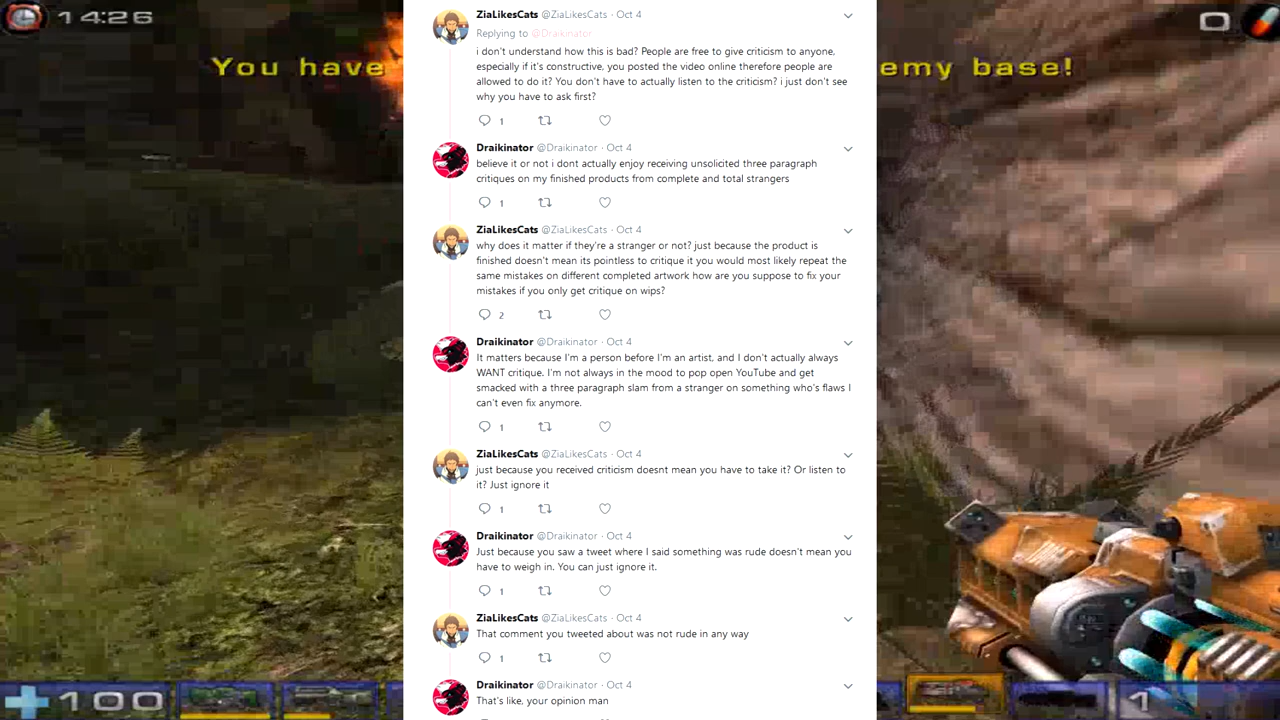 14:26
0
You have
emy base!
ZiaLikesCats @ZiaLikesCats · Oct 4
Replying to @Draikinator
i don't understand how this is bad? People are free to give criticism to anyone,
especially if it's constructive, you posted the video online therefore people are
allowed to do it? You don't have to actually listen to the criticism? i just don't see
why you have to ask first?
1
Draikinator @Draikinator · Oct 4
believe it or not i dont actually enjoy receiving unsolicited three paragraph
critiques on my finished products from complete and total strangers
1
ZiaLikesCats @ZiaLikesCats · Oct 4
why does it matter if they're a stranger or not? just because the product is
finished doesn't mean its pointless to critique it you would most likely repeat the
same mistakes on different completed artwork how are you suppose to fix your
mistakes if you only get critique on wips?
2
Draikinator @Draikinator · Oct 4
It matters because I'm a person before I'm an artist, and I don't actually always
WANT critique. I'm not always in the mood to pop open YouTube and get
smacked with a three paragraph slam from a stranger on something who's flaws I
can't even fix anymore.
1
ZiaLikesCats @ZiaLikesCats · Oct 4
just because you received criticism doesnt mean you have to take it? Or listen to
it? Just ignore it
1
Draikinator @Draikinator · Oct 4
Just because you saw a tweet where I said something was rude doesn't mean you
have to weigh in. You can just ignore it.
1
ZiaLikesCats @ZiaLikesCats · Oct 4
That comment you tweeted about was not rude in any way
1
Draikinator @Draikinator · Oct 4
That's like, your opinion man
100
1